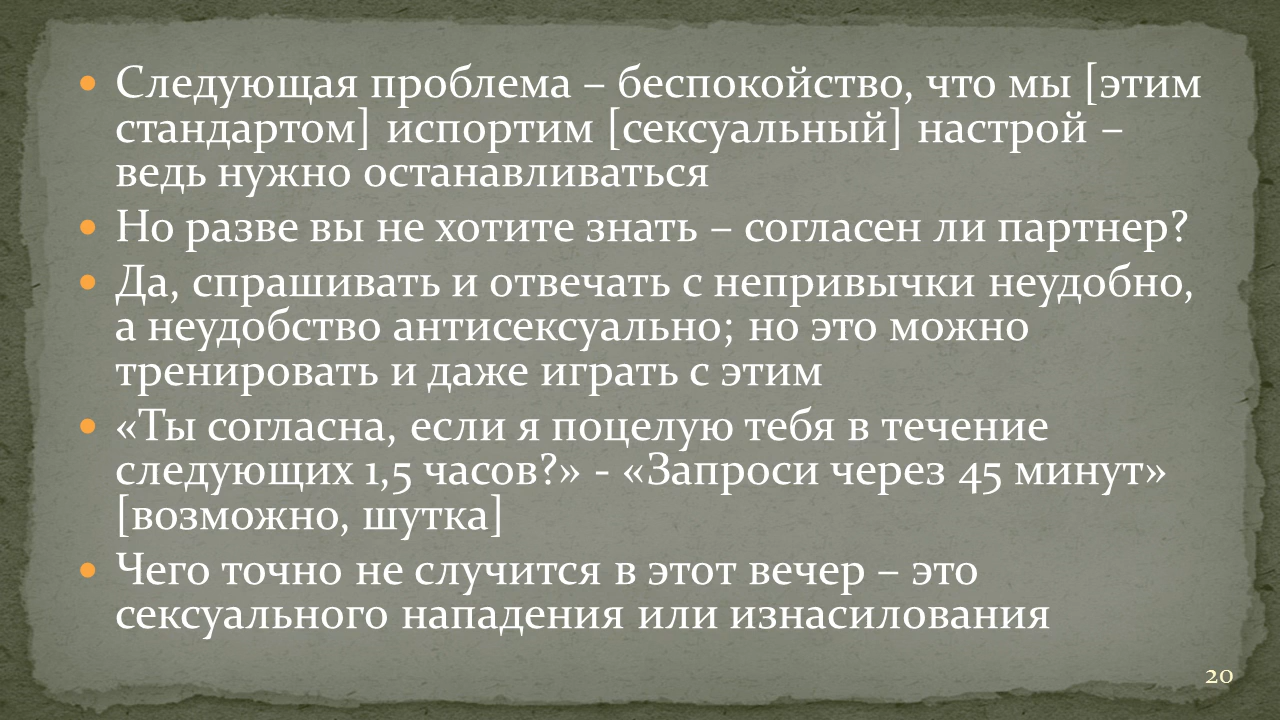 • Следующая проблема – беспокойство, что мы [этим
стандартом] испортим [сексуальный] настрой –
ведь нужно останавливаться
• Но разве вы не хотите знать – согласен ли партнер?
• Да, спрашивать и отвечать с непривычки неудобно,
а неудобство антисексуально; но это можно
тренировать и даже играть с этим
• «Ты согласна, если я поцелую тебя в течение
следующих 1,5 часов?» - «Запроси через 45 минут»
[возможно, шутка]
• Чего точно не случится в этот вечер – это
сексуального нападения или изнасилования
20